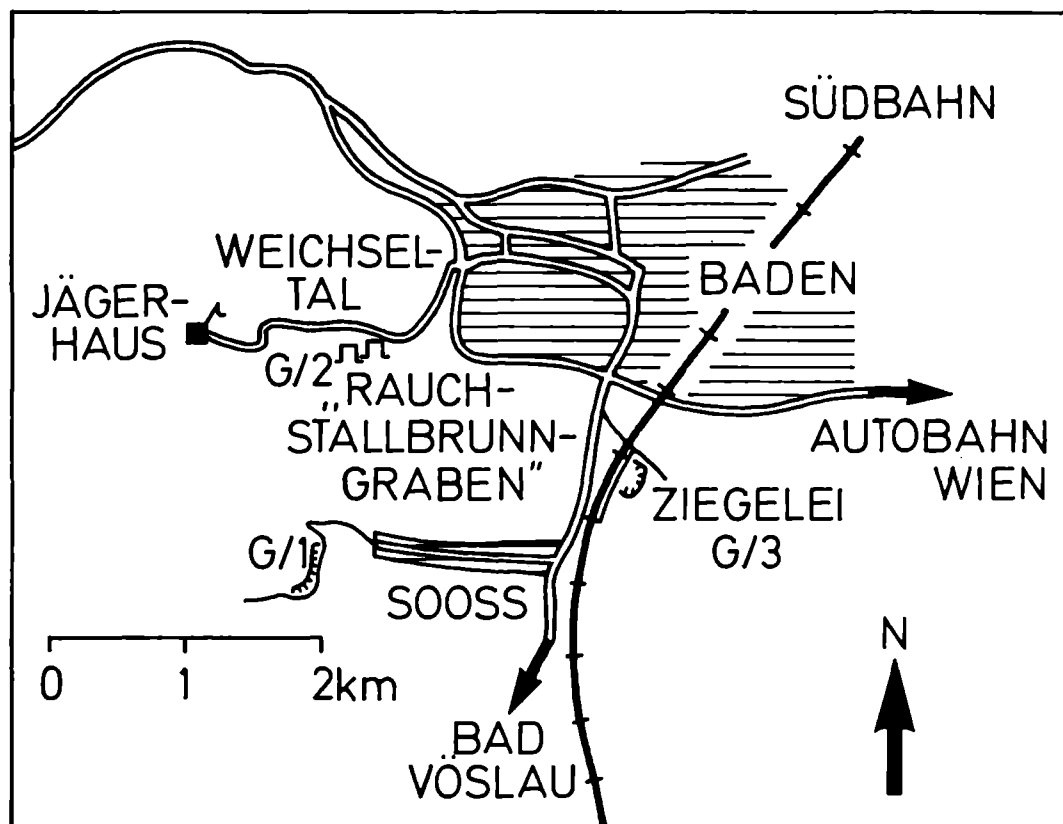 SÜDBAHN
WEICHSEL-
TAL
BADEN
JÄGER-
HAUS
G/2
„RAUCH-
STALLBRUNN-
GRABEN”
AUTOBAHN
WIEN
ZIEGELEI
G/3
G/1
SOOSS
0 1 2km
N
BAD
VÖSLAU